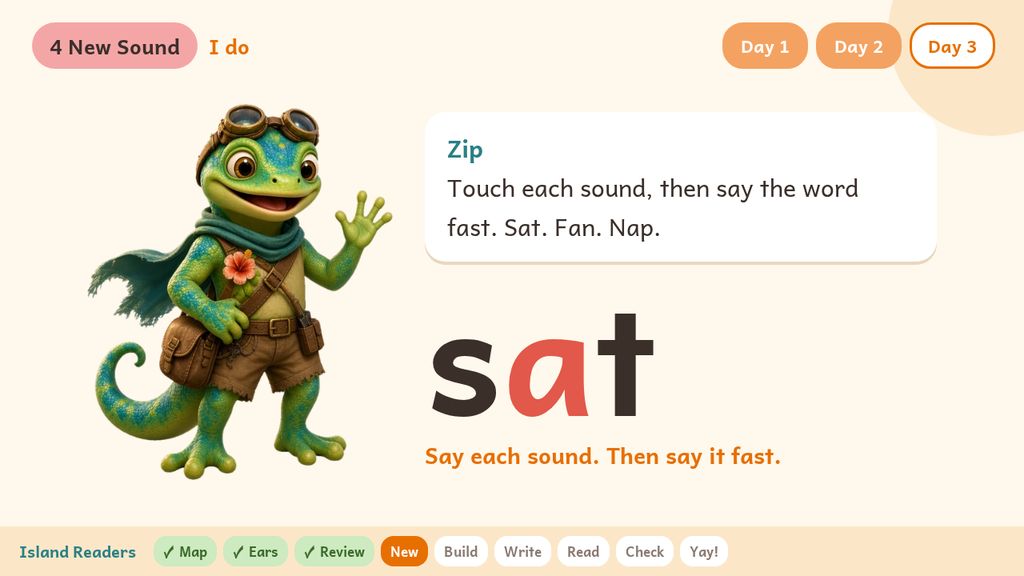 4 New Sound I do Day 1 Day 2 Day 3
Zip
Touch each sound, then say the word
fast. Sat. Fan. Nap.
sat
Say each sound. Then say it fast.
Island Readers ✓ Map ✓ Ears ✓ Review New Build Write Read Check Yay!